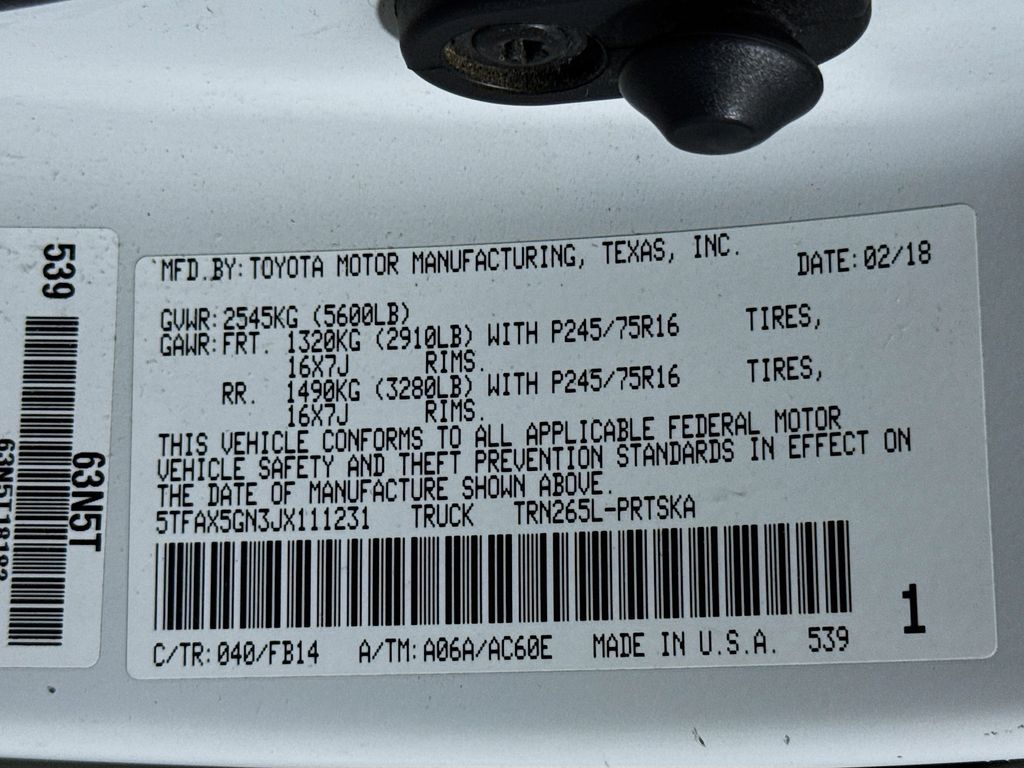 MFD.BY:TOYOTA MOTOR MANUFACTURING, TEXAS, INC. DATE:02/18
GVWR:2545KG (5600LB)
GAWR:FRT. 1320KG (2910LB) WITH P245/75R16 TIRES,
16X7J RIMS.
RR. 1490KG (3280LB) WITH P245/75R16 TIRES,
16X7J RIMS.
THIS VEHICLE CONFORMS TO ALL APPLICABLE FEDERAL MOTOR
VEHICLE SAFETY AND THEFT PREVENTION STANDARDS IN EFFECT ON
THE DATE OF MANUFACTURE SHOWN ABOVE.
5TFAX5GN3JX111231 TRUCK TRN265L-PRTSKA
1
C/TR:040/FB14 A/TM:A06A/AC60E MADE IN U.S.A. 539
539
63N5T